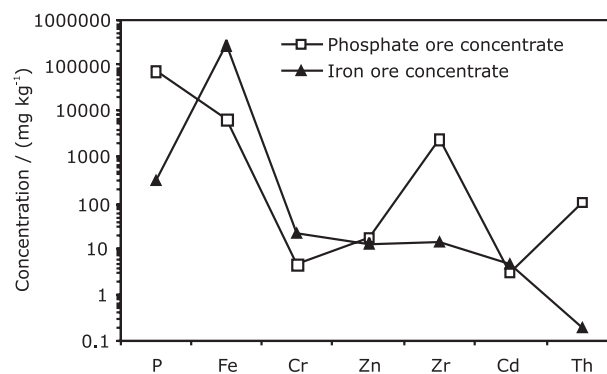 1000000
100000
10000
1000
100
10
1
0.1
Concentration / (mg kg⁻¹)
Phosphate ore concentrate
Iron ore concentrate
P Fe Cr Zn Zr Cd Th